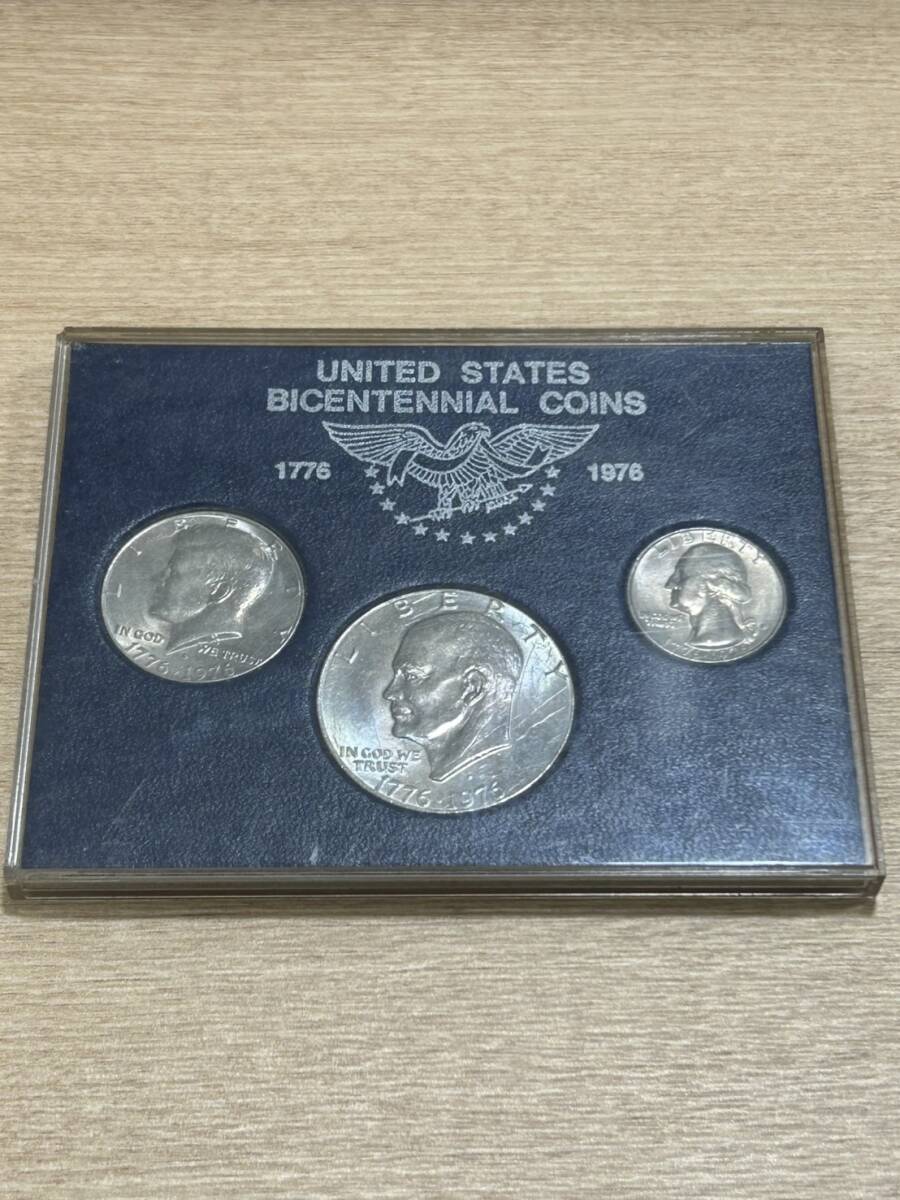 UNITED STATES
BICENTENNIAL COINS
1776 1976
LIBERTY
IN GOD WE TRUST
1776·1976
LIBERTY
IN GOD WE
TRUST
1776·1976
LIBERTY